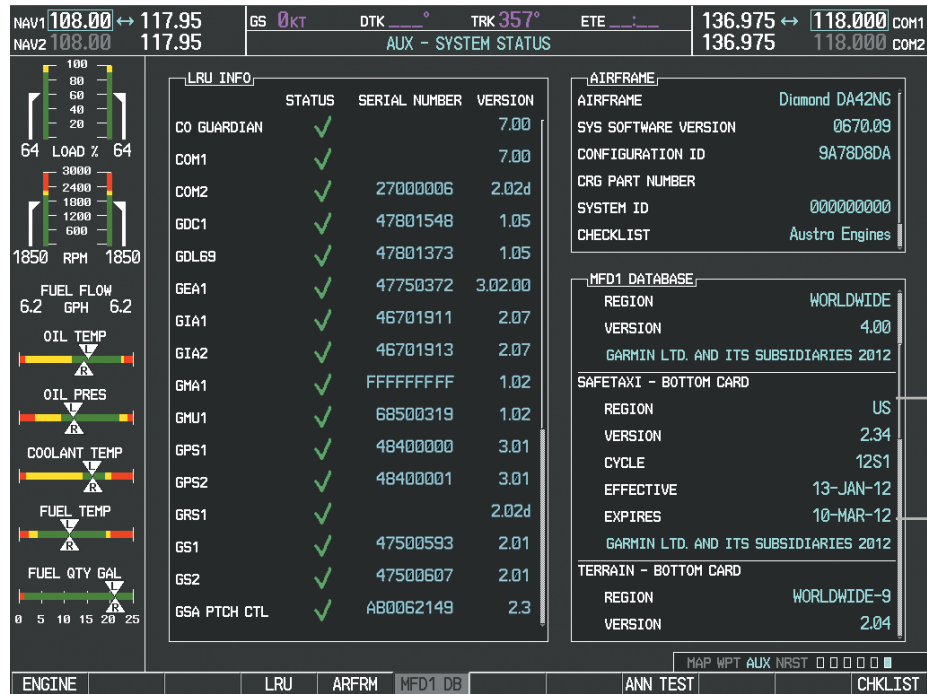 NAV1 108.00 ↔ 117.95 GS 0KT DTK ___° TRK 357° ETE __:__ 136.975 ↔ 118.000 COM1
NAV2 108.00 117.95 AUX - SYSTEM STATUS 136.975 118.000 COM2
100
80
60
40
20
64 LOAD % 64
3000
2400
1800
1200
600
1850 RPM 1850
FUEL FLOW
6.2 GPH 6.2
OIL TEMP
L
R
OIL PRES
L
R
COOLANT TEMP
L
R
FUEL TEMP
L
R
FUEL QTY GAL
L
R
0 5 10 15 20 25
LRU INFO
STATUS SERIAL NUMBER VERSION
CO GUARDIAN ✓ 7.00
COM1 ✓ 7.00
COM2 ✓ 27000006 2.02d
GDC1 ✓ 47801548 1.05
GDL69 ✓ 47801373 1.05
GEA1 ✓ 47750372 3.02.00
GIA1 ✓ 46701911 2.07
GIA2 ✓ 46701913 2.07
GMA1 ✓ FFFFFFFFF 1.02
GMU1 ✓ 68500319 1.02
GPS1 ✓ 48400000 3.01
GPS2 ✓ 48400001 3.01
GRS1 ✓ 2.02d
GS1 ✓ 47500593 2.01
GS2 ✓ 47500607 2.01
GSA PTCH CTL ✓ AB0062149 2.3
AIRFRAME
AIRFRAME Diamond DA42NG
SYS SOFTWARE VERSION 0670.09
CONFIGURATION ID 9A78D8DA
CRG PART NUMBER
SYSTEM ID 000000000
CHECKLIST Austro Engines
MFD1 DATABASE
REGION WORLDWIDE
VERSION 4.00
GARMIN LTD. AND ITS SUBSIDIARIES 2012
SAFETAXI - BOTTOM CARD
REGION US
VERSION 2.34
CYCLE 12S1
EFFECTIVE 13-JAN-12
EXPIRES 10-MAR-12
GARMIN LTD. AND ITS SUBSIDIARIES 2012
TERRAIN - BOTTOM CARD
REGION WORLDWIDE-9
VERSION 2.04
MAP WPT AUX NRST
ENGINE LRU ARFRM MFD1 DB ANN TEST CHKLIST